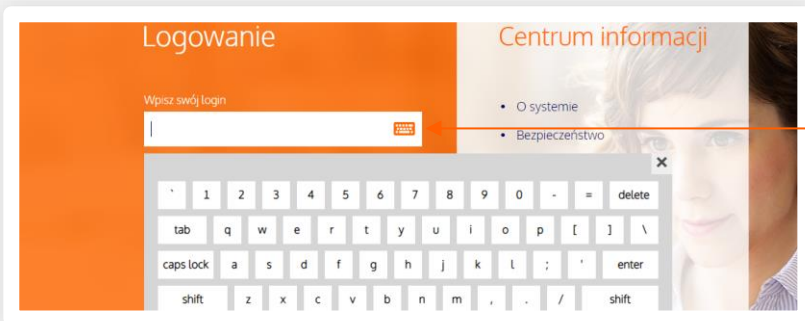 Logowanie
Wpisz swój login
Centrum informacji
• O systemie
• Bezpieczeństwo
×
` 1 2 3 4 5 6 7 8 9 0 - = delete
tab q w e r t y u i o p [ ] \
caps lock a s d f g h j k l ; ' enter
shift z x c v b n m , . / shift